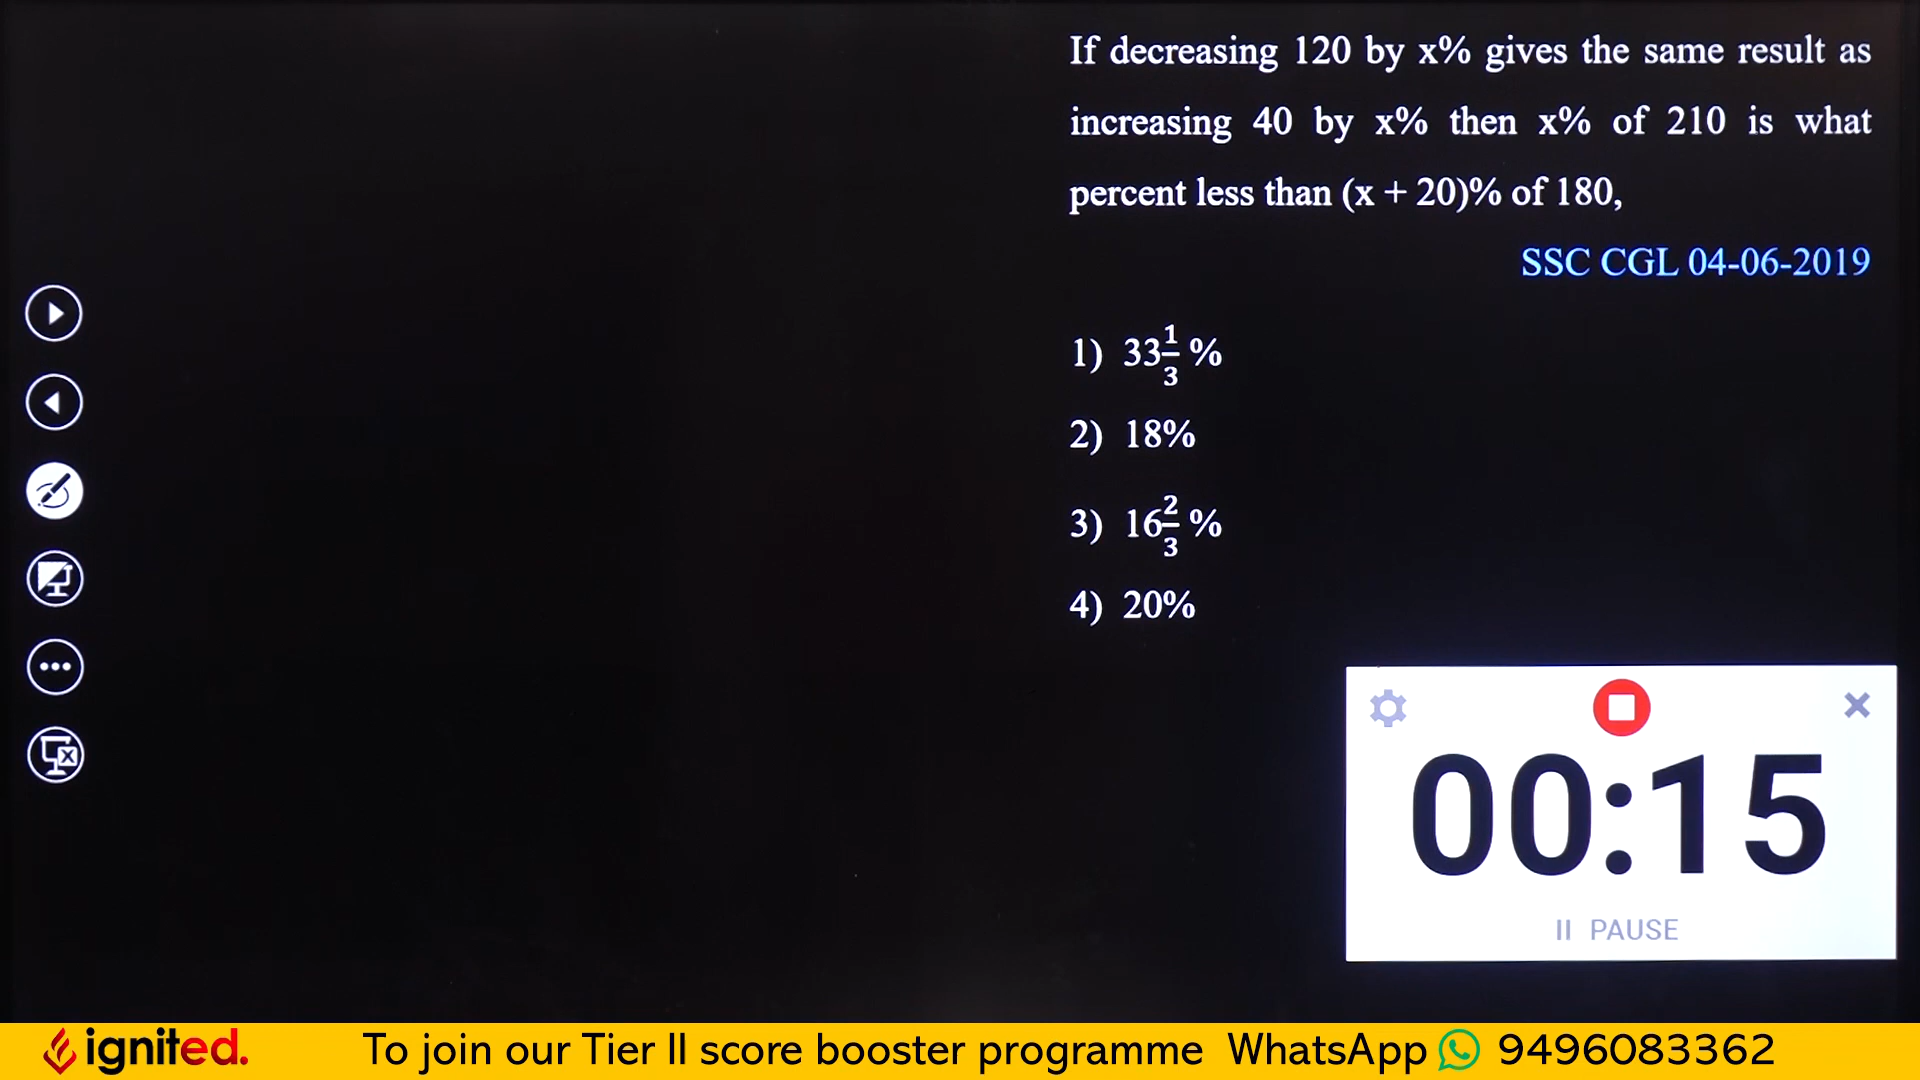 If decreasing 120 by x% gives the same result as
increasing 40 by x% then x% of 210 is what
percent less than (x + 20)% of 180,
SSC CGL 04-06-2019
1) 33 1/3 %
2) 18%
3) 16 2/3 %
4) 20%
00:15
II PAUSE
ignited.
To join our Tier II score booster programme WhatsApp 9496083362